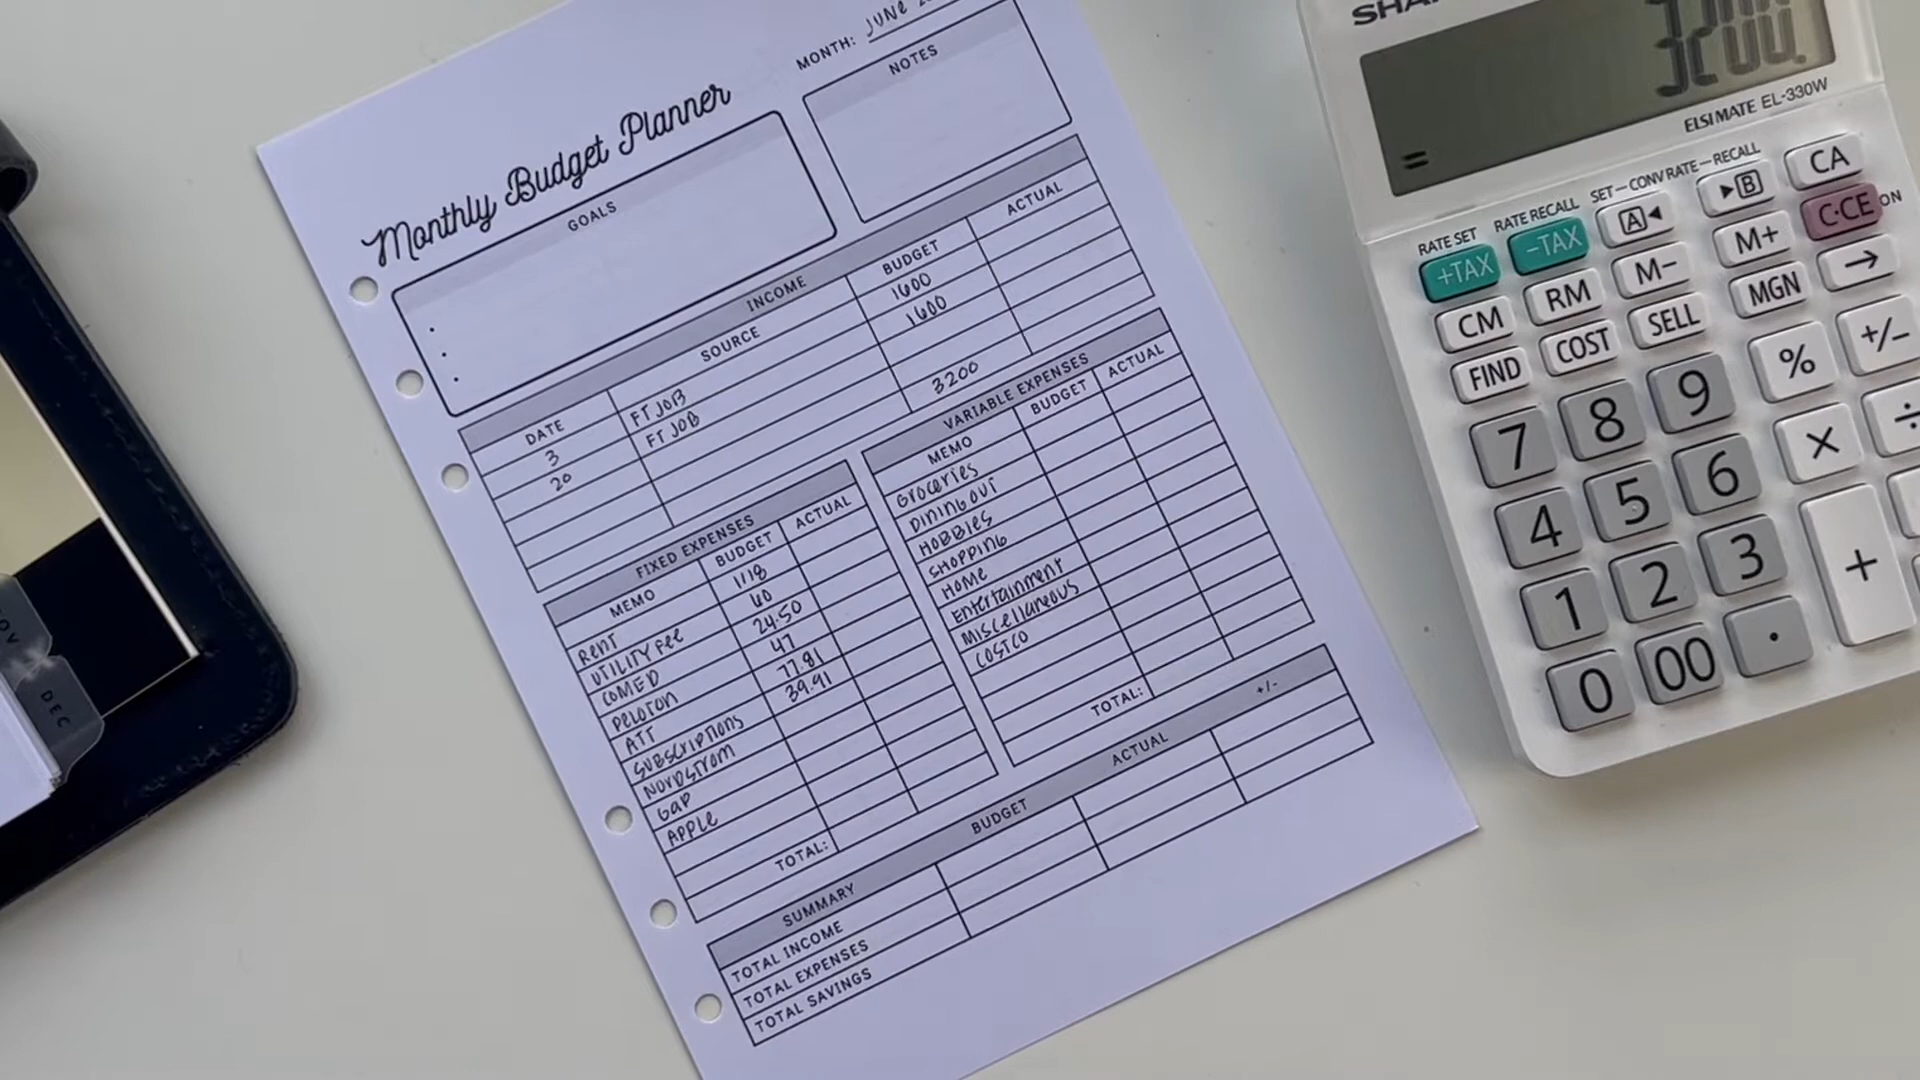 MONTH: JUNE
Monthly Budget Planner
GOALS
NOTES
INCOME
DATE SOURCE BUDGET ACTUAL
3 FT JOB 1600
20 FT JOB 1600
3200
FIXED EXPENSES
MEMO BUDGET ACTUAL
RENT 1118
UTILITY FEE 60
COMED 24.50
PELOTON 47
ATT 77.81
SUBSCRIPTIONS 39.91
NORDSTROM
GAP
APPLE
TOTAL:
VARIABLE EXPENSES
MEMO BUDGET ACTUAL
GROCERIES
DINING OUT
HOBBIES
SHOPPING
HOME
Entertainment
MISCELLANEOUS
COSTCO
TOTAL:
SUMMARY BUDGET ACTUAL +/-
TOTAL INCOME
TOTAL EXPENSES
TOTAL SAVINGS
NOV
DEC
3200.
=
ELSI MATE EL-330W
RATE SET RATE RECALL SET—CONV RATE—RECALL
+TAX -TAX A◀ ▶B CA
CM RM M- M+ C·CE ON
FIND COST SELL MGN →
7 8 9 % +/-
4 5 6 × ÷
1 2 3 +
0 00 .